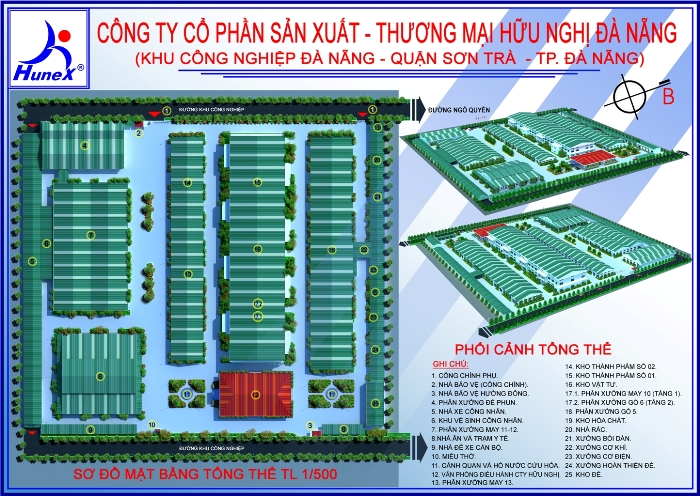 HUNEX®
CÔNG TY CỔ PHẦN SẢN XUẤT - THƯƠNG MẠI HỮU NGHỊ ĐÀ NẴNG
(KHU CÔNG NGHIỆP ĐÀ NẴNG - QUẬN SƠN TRÀ - TP. ĐÀ NẴNG)
ĐƯỜNG KHU CÔNG NGHIỆP
ĐƯỜNG NGÔ QUYỀN
B
ĐƯỜNG KHU CÔNG NGHIỆP
SƠ ĐỒ MẶT BẰNG TỔNG THỂ TL 1/500
PHỐI CẢNH TỔNG THỂ
GHI CHÚ:
1. CỔNG CHÍNH PHỤ.
2. NHÀ BẢO VỆ (CỔNG CHÍNH).
3. NHÀ BẢO VỆ HƯỚNG ĐÔNG.
4. PHÂN XƯỞNG ĐẾ PHUN.
5. NHÀ XE CÔNG NHÂN.
6. KHU VỆ SINH CÔNG NHÂN.
7. PHÂN XƯỞNG MAY 11-12.
8. NHÀ ĂN VÀ TRẠM Y TẾ.
9. NHÀ ĐỂ XE CÁN BỘ.
10. MIẾU THỜ.
11. CẢNH QUAN VÀ HỒ NƯỚC CỨU HỎA.
12. VĂN PHÒNG ĐIỀU HÀNH CTY HỮU NGHỊ.
13. PHÂN XƯỞNG MAY 13.
14. KHO THÀNH PHẨM SỐ 02.
15. KHO THÀNH PHẨM SỐ 01.
16. KHO VẬT TƯ.
17.1. PHÂN XƯỞNG MAY 10 (TẦNG 1).
17.2. PHÂN XƯỞNG GÒ 6 (TẦNG 2).
18. PHÂN XƯỞNG GÒ 5.
19. KHO HÓA CHẤT.
20. NHÀ RÁC.
21. XƯỞNG BỒI DÁN.
22. XƯỞNG CƠ KHÍ.
23. XƯỞNG CƠ ĐIỆN.
24. XƯỞNG HOÀN THIỆN ĐẾ.
25. KHO ĐẾ.